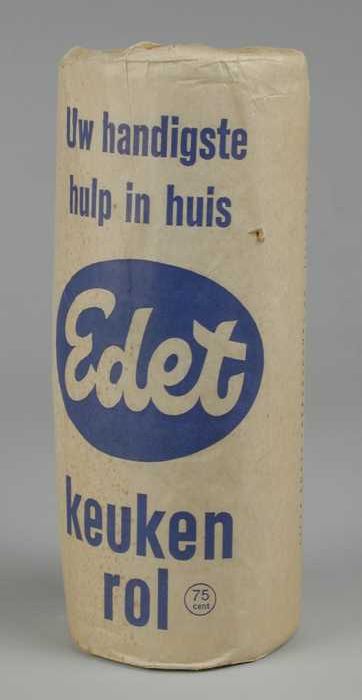 Uw handigste
hulp in huis
Edet
keuken
rol
75
cent